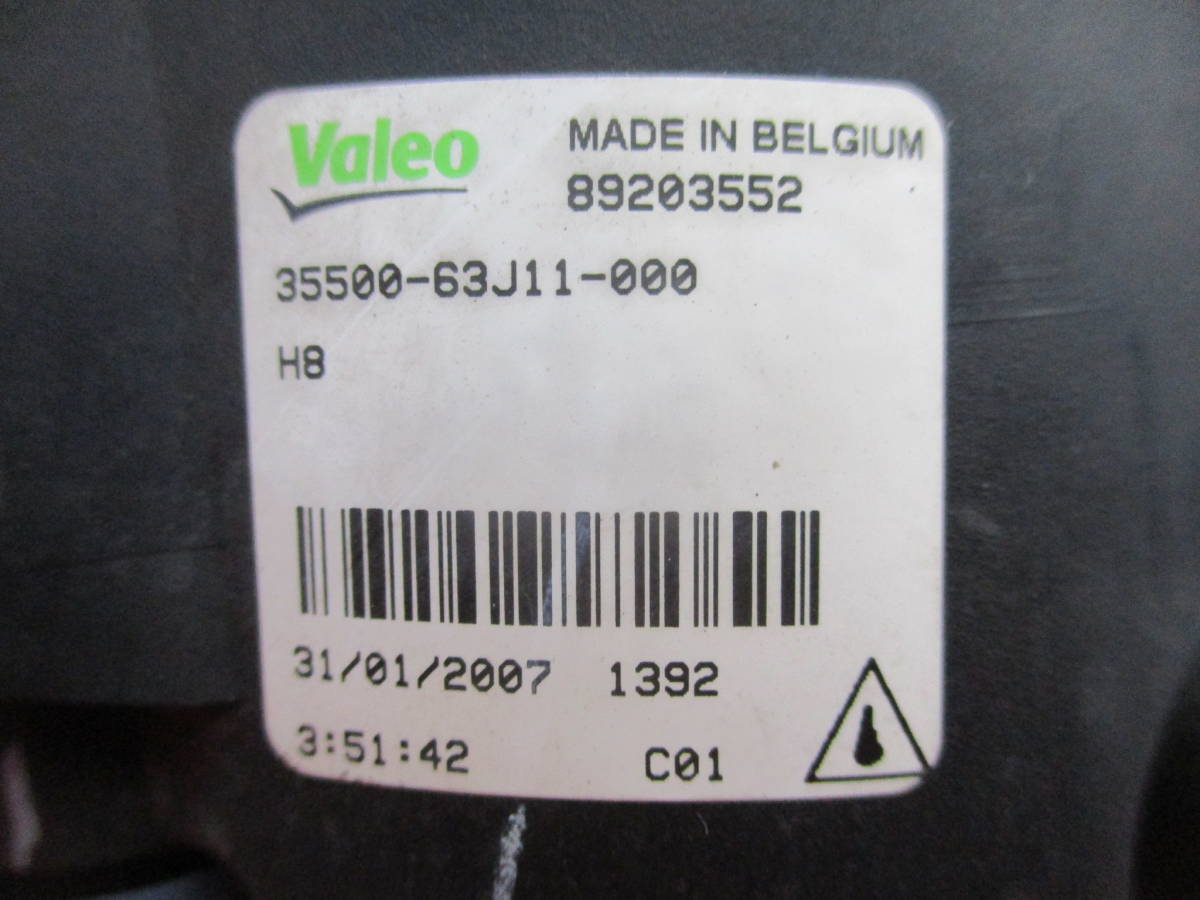 Valeo MADE IN BELGIUM
89203552
35500-63J11-000
H8
31/01/2007 1392
3:51:42 C01